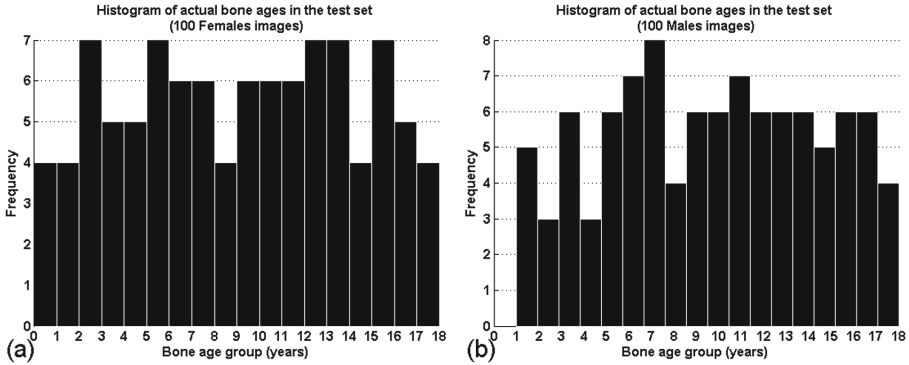 Histogram of actual bone ages in the test set
(100 Females images)
7
6
5
4
3
2
1
0
Frequency
0 1 2 3 4 5 6 7 8 9 10 11 12 13 14 15 16 17 18
Bone age group (years)
(a)
Histogram of actual bone ages in the test set
(100 Males images)
8
7
6
5
4
3
2
1
0
Frequency
0 1 2 3 4 5 6 7 8 9 10 11 12 13 14 15 16 17 18
Bone age group (years)
(b)